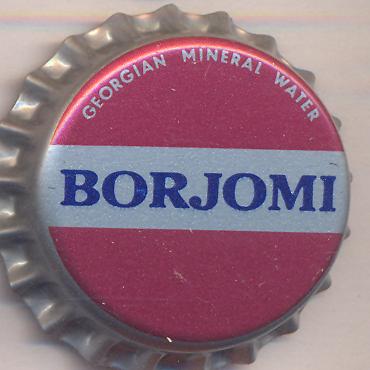 GEORGIAN MINERAL WATER
BORJOMI